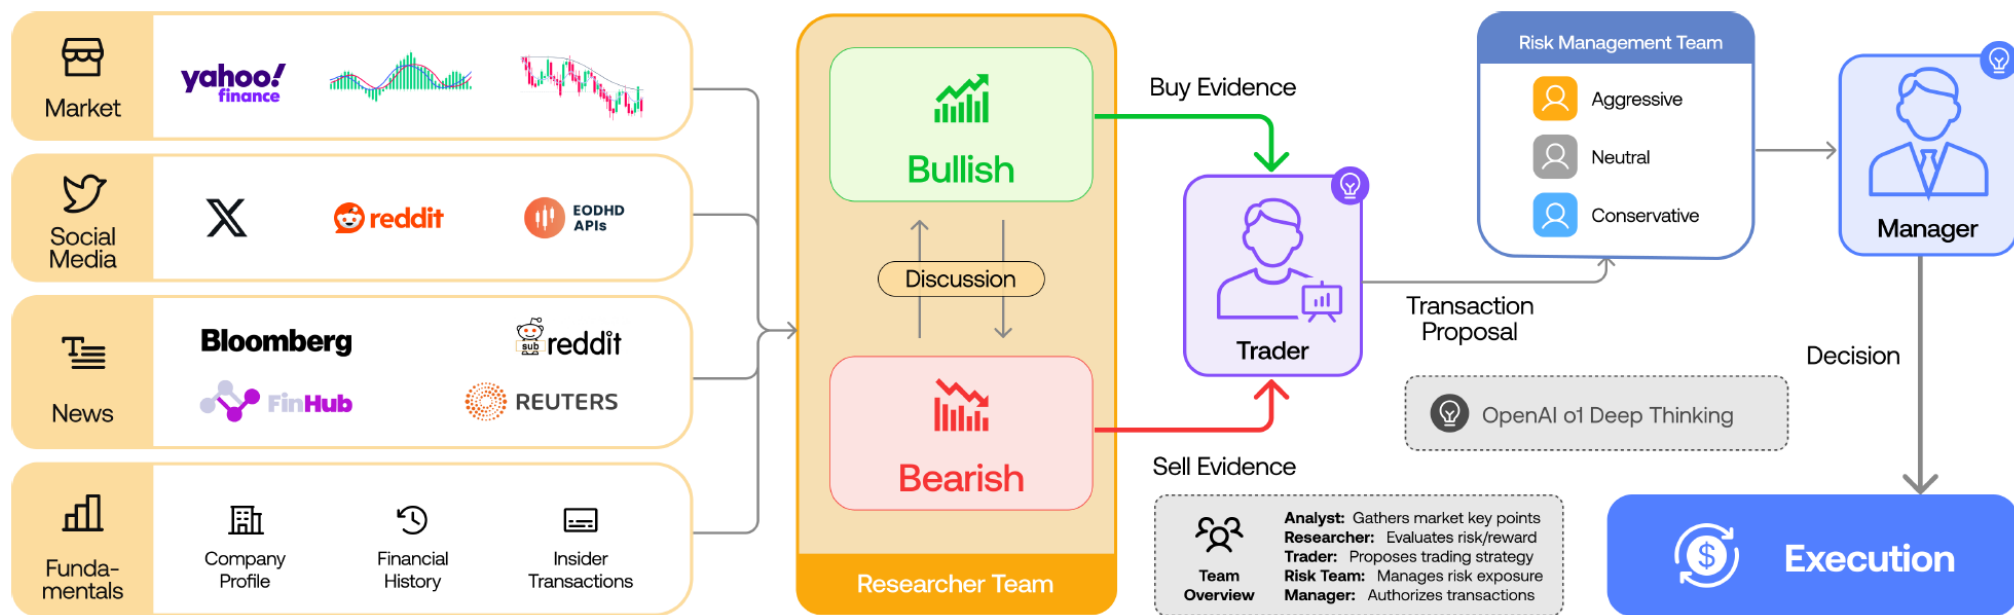 Market
yahoo!
finance
Social
Media
X
reddit
EODHD
APIs
News
Bloomberg
sub
reddit
FinHub
REUTERS
Funda-
mentals
Company
Profile
Financial
History
Insider
Transactions
Bullish
Discussion
Bearish
Researcher Team
Buy Evidence
Sell Evidence
Trader
Transaction
Proposal
Risk Management Team
Aggressive
Neutral
Conservative
Manager
Decision
OpenAI o1 Deep Thinking
Team
Overview
Analyst: Gathers market key points
Researcher: Evaluates risk/reward
Trader: Proposes trading strategy
Risk Team: Manages risk exposure
Manager: Authorizes transactions
$
Execution